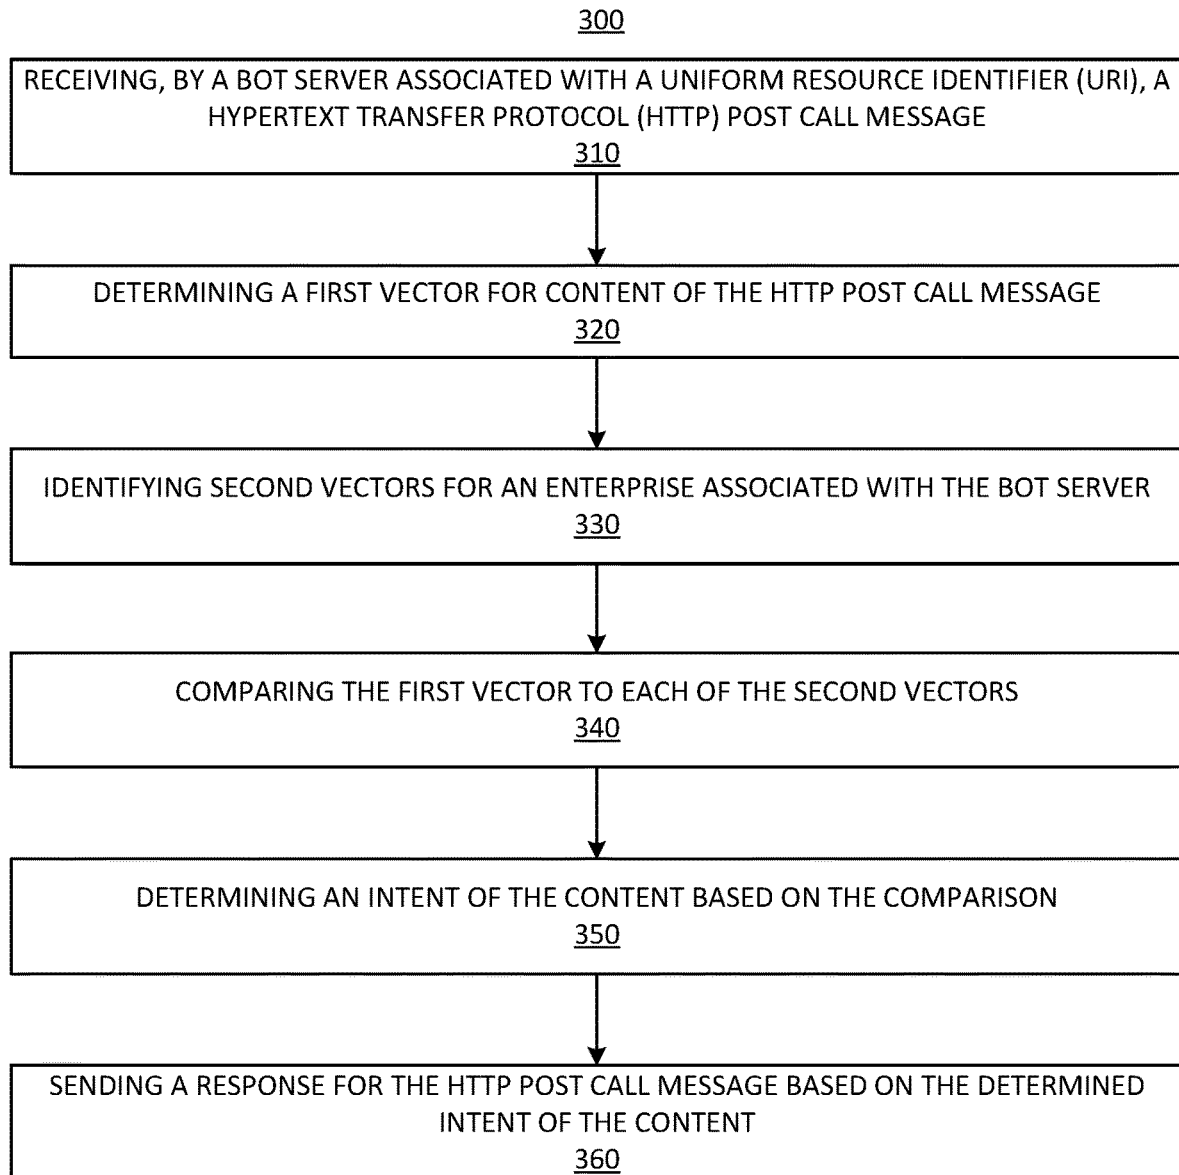 300
RECEIVING, BY A BOT SERVER ASSOCIATED WITH A UNIFORM RESOURCE IDENTIFIER (URI), A
HYPERTEXT TRANSFER PROTOCOL (HTTP) POST CALL MESSAGE
310
DETERMINING A FIRST VECTOR FOR CONTENT OF THE HTTP POST CALL MESSAGE
320
IDENTIFYING SECOND VECTORS FOR AN ENTERPRISE ASSOCIATED WITH THE BOT SERVER
330
COMPARING THE FIRST VECTOR TO EACH OF THE SECOND VECTORS
340
DETERMINING AN INTENT OF THE CONTENT BASED ON THE COMPARISON
350
SENDING A RESPONSE FOR THE HTTP POST CALL MESSAGE BASED ON THE DETERMINED
INTENT OF THE CONTENT
360